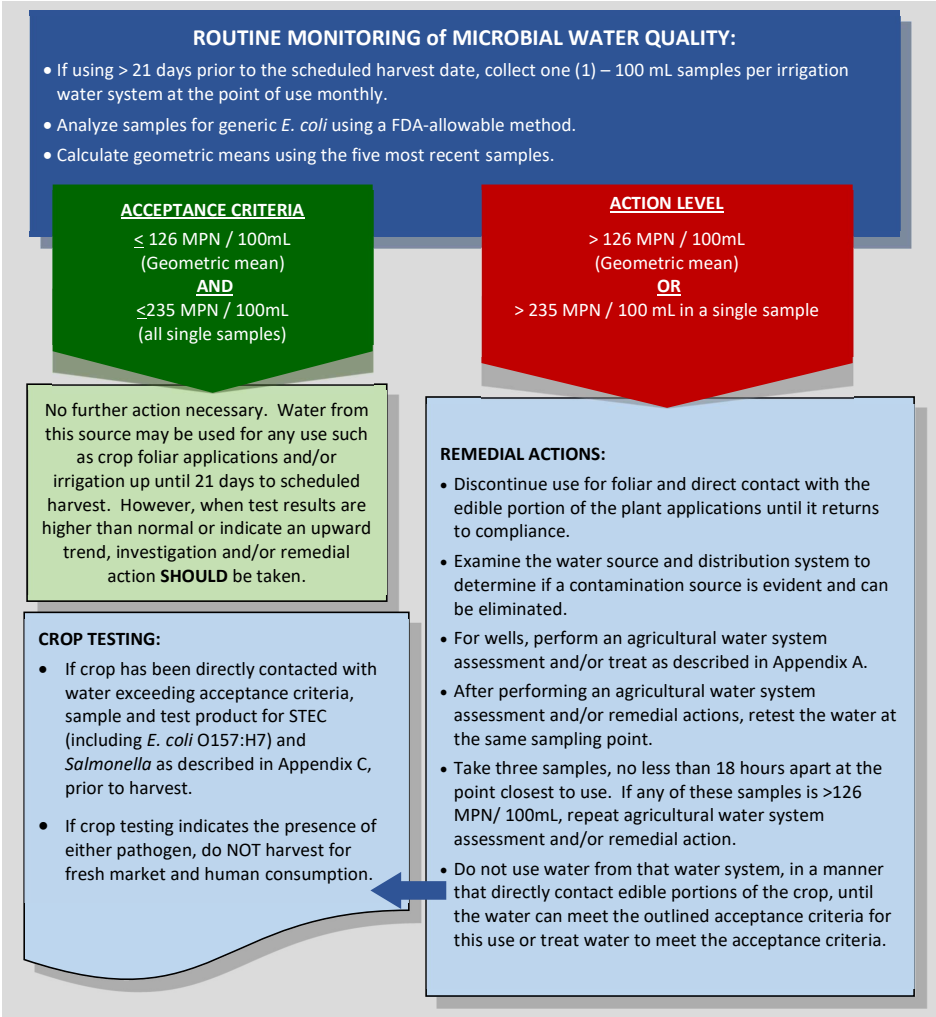 ROUTINE MONITORING of MICROBIAL WATER QUALITY:
• If using > 21 days prior to the scheduled harvest date, collect one (1) – 100 mL samples per irrigation
water system at the point of use monthly.
• Analyze samples for generic E. coli using a FDA-allowable method.
• Calculate geometric means using the five most recent samples.
ACCEPTANCE CRITERIA
< 126 MPN / 100mL
(Geometric mean)
AND
<235 MPN / 100mL
(all single samples)
ACTION LEVEL
> 126 MPN / 100mL
(Geometric mean)
OR
> 235 MPN / 100 mL in a single sample
No further action necessary. Water from
this source may be used for any use such
as crop foliar applications and/or
irrigation up until 21 days to scheduled
harvest. However, when test results are
higher than normal or indicate an upward
trend, investigation and/or remedial
action SHOULD be taken.
CROP TESTING:
• If crop has been directly contacted with
water exceeding acceptance criteria,
sample and test product for STEC
(including E. coli O157:H7) and
Salmonella as described in Appendix C,
prior to harvest.
• If crop testing indicates the presence of
either pathogen, do NOT harvest for
fresh market and human consumption.
REMEDIAL ACTIONS:
• Discontinue use for foliar and direct contact with the
edible portion of the plant applications until it returns
to compliance.
• Examine the water source and distribution system to
determine if a contamination source is evident and can
be eliminated.
• For wells, perform an agricultural water system
assessment and/or treat as described in Appendix A.
• After performing an agricultural water system
assessment and/or remedial actions, retest the water at
the same sampling point.
• Take three samples, no less than 18 hours apart at the
point closest to use. If any of these samples is >126
MPN/ 100mL, repeat agricultural water system
assessment and/or remedial action.
• Do not use water from that water system, in a manner
that directly contact edible portions of the crop, until
the water can meet the outlined acceptance criteria for
this use or treat water to meet the acceptance criteria.